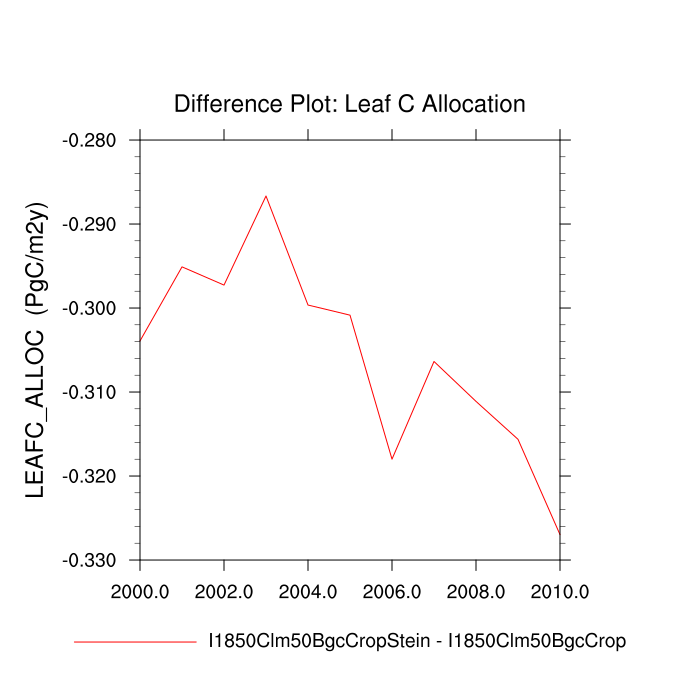 Difference Plot: Leaf C Allocation
LEAFC_ALLOC (PgC/m2y)
-0.280
-0.290
-0.300
-0.310
-0.320
-0.330
2000.0 2002.0 2004.0 2006.0 2008.0 2010.0
I1850Clm50BgcCropStein - I1850Clm50BgcCrop